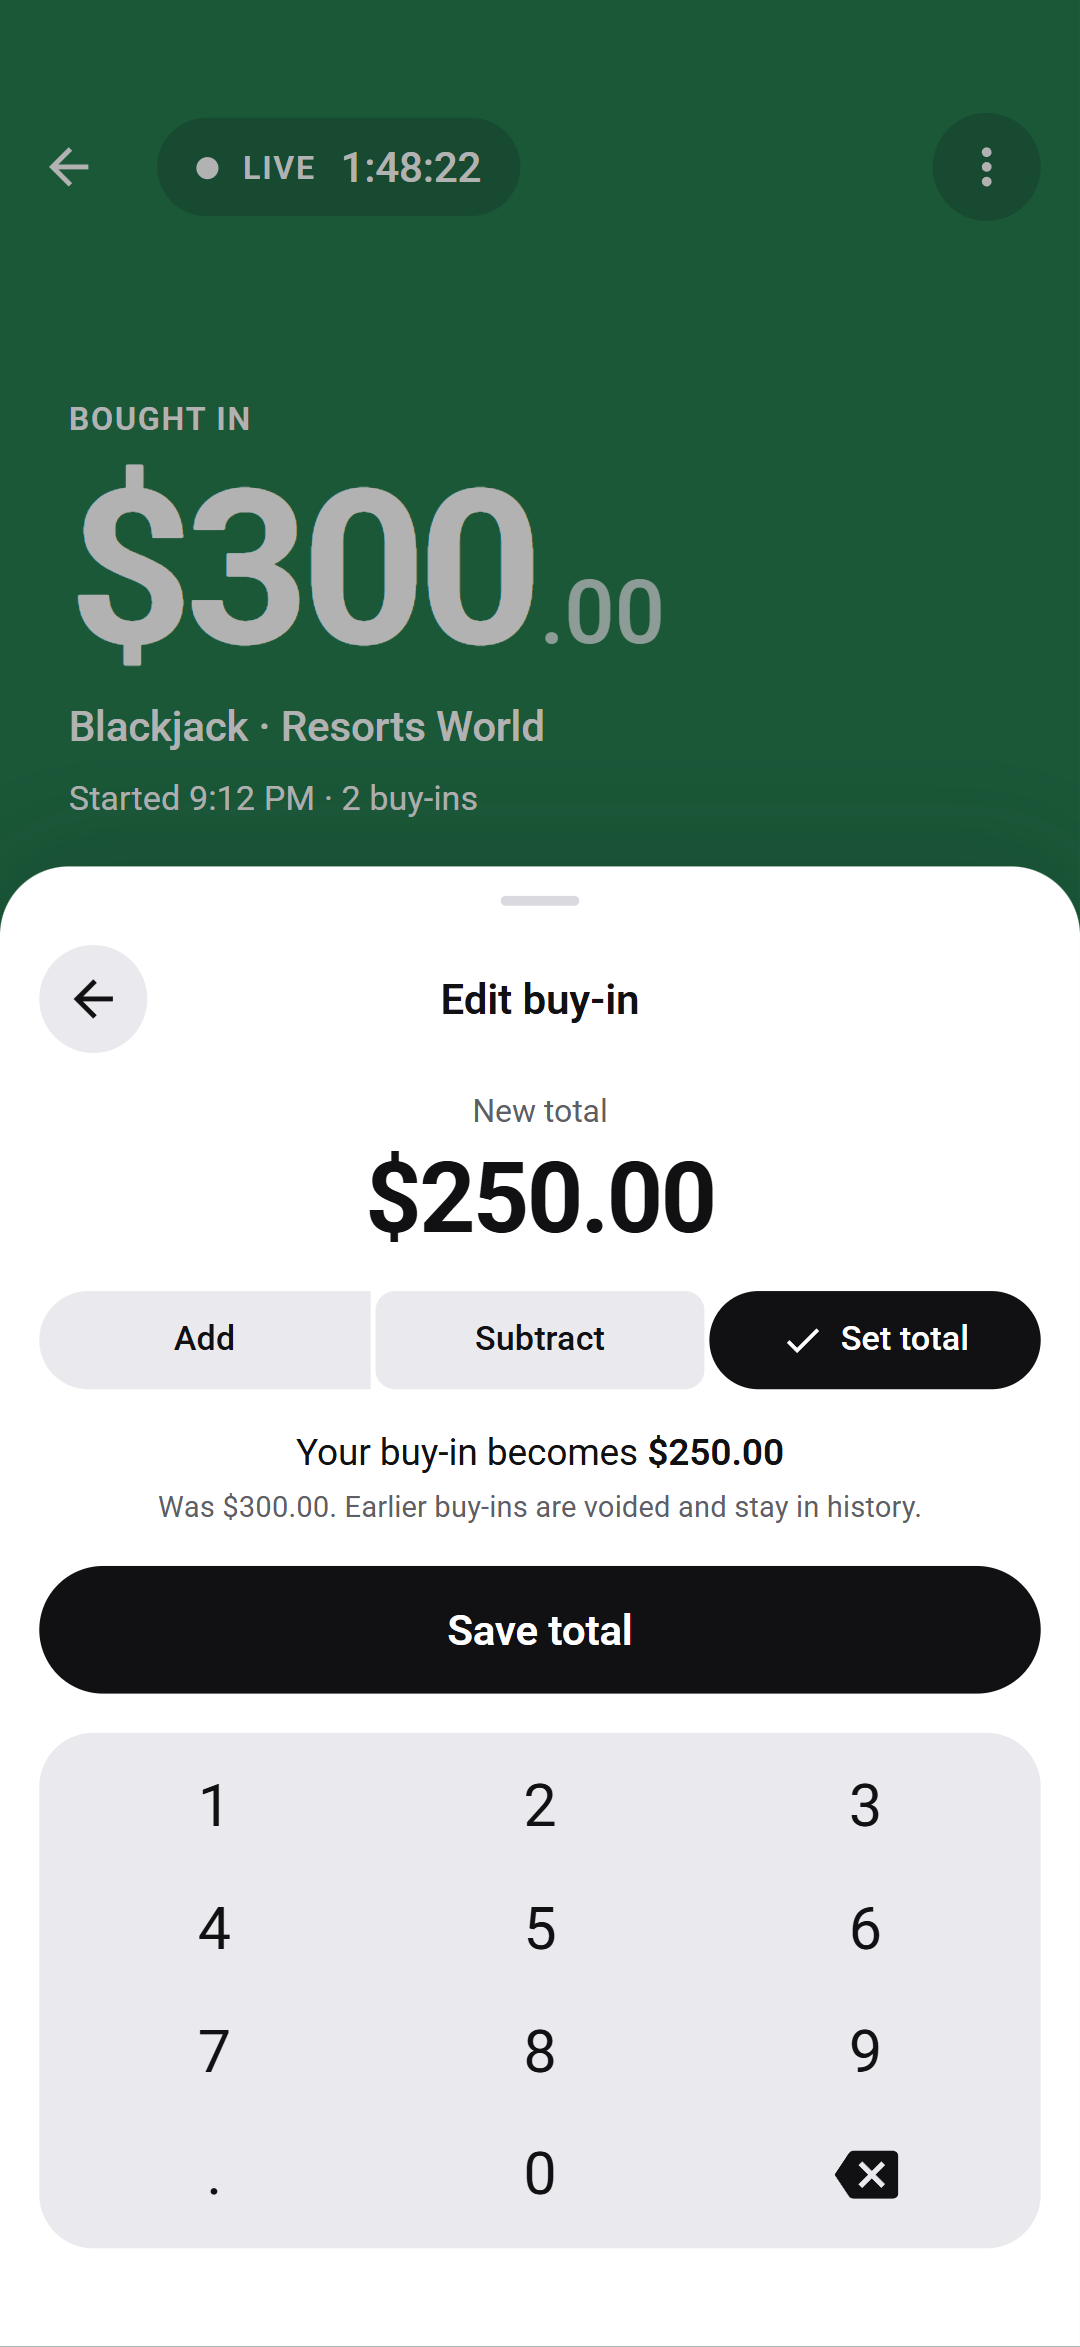 LIVE 1:48:22
BOUGHT IN
$300.00
Blackjack · Resorts World
Started 9:12 PM · 2 buy-ins
Edit buy-in
New total
$250.00
Add Subtract Set total
Your buy-in becomes $250.00
Was $300.00. Earlier buy-ins are voided and stay in history.
Save total
1 2 3
4 5 6
7 8 9
. 0